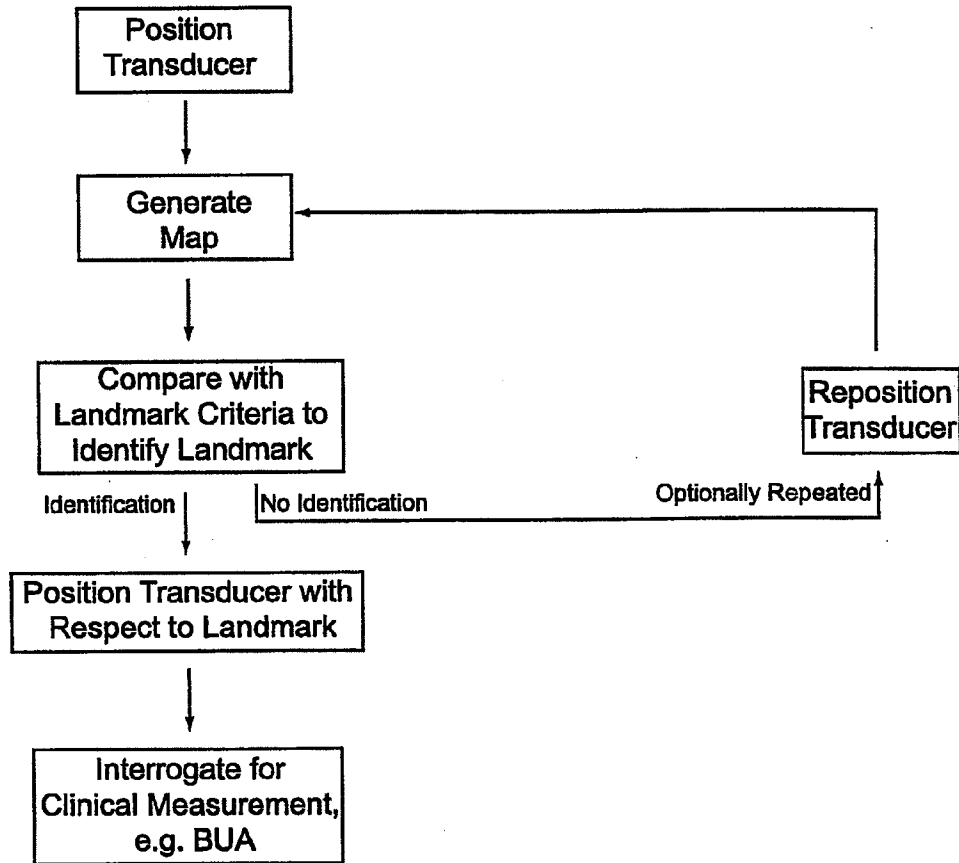 Position
Transducer
Generate
Map
Compare with
Landmark Criteria to
Identify Landmark
Reposition
Transducer
Identification
No Identification
Optionally Repeated
Position Transducer with
Respect to Landmark
Interrogate for
Clinical Measurement,
e.g. BUA